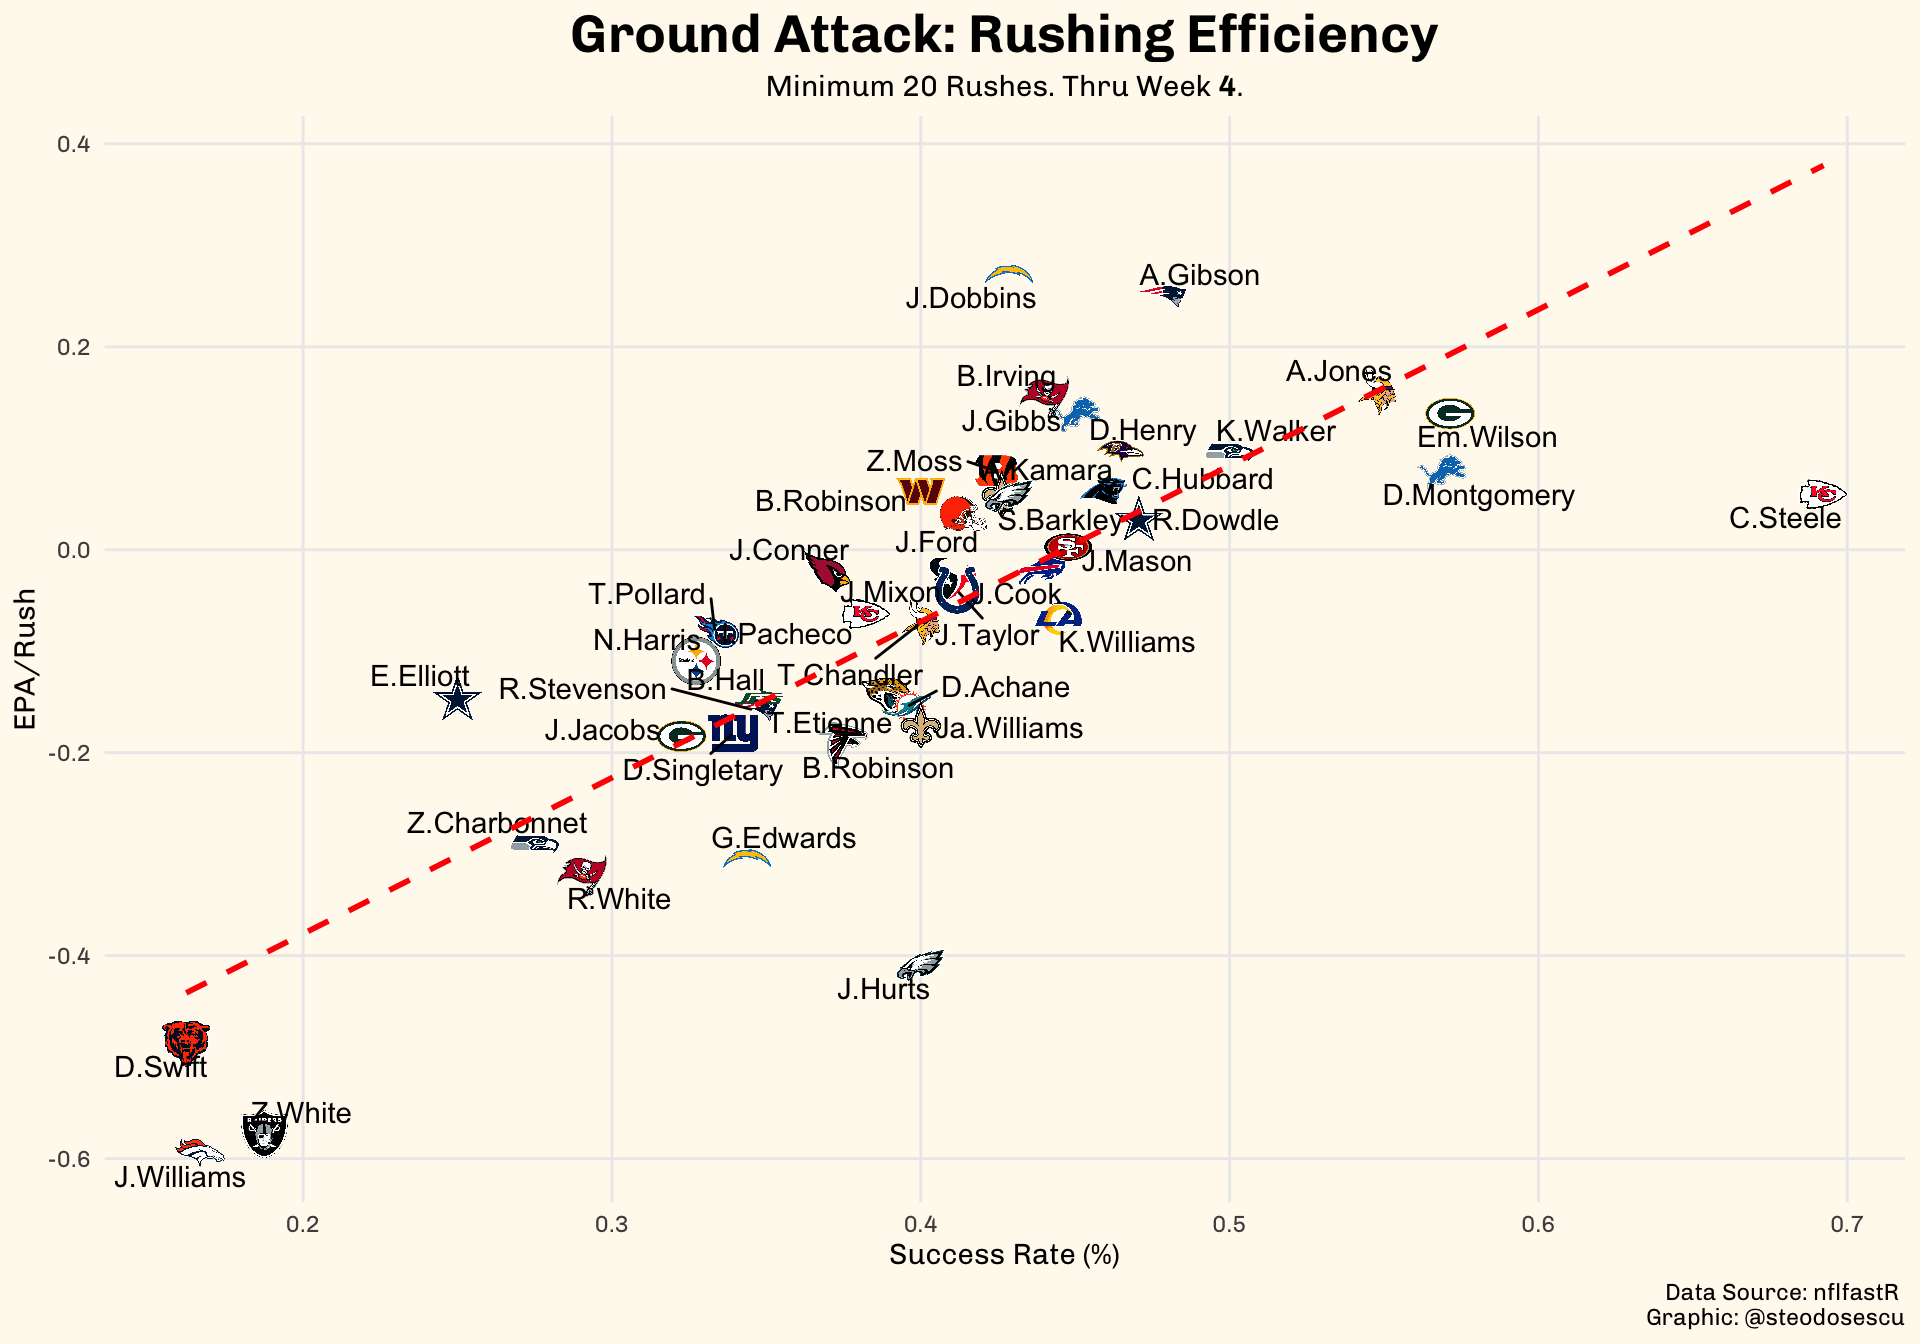 Ground Attack: Rushing Efficiency
Minimum 20 Rushes. Thru Week 4.
0.4
A.Gibson
J.Dobbins
0.2
A.Jones
B.Irving
J.Gibbs
D.Henry
K.Walker
Em.Wilson
Z.Moss
Kamara
C.Hubbard
D.Montgomery
B.Robinson
S.Barkley
R.Dowdle
C.Steele
0.0
J.Ford
J.Conner
J.Mason
T.Pollard
J.Mixon
J.Cook
N.Harris
Pacheco
J.Taylor
K.Williams
E.Elliott
R.Stevenson
B.Hall
T.Chandler
D.Achane
EPA/Rush
J.Jacobs
T.Etienne
Ja.Williams
-0.2
D.Singletary
B.Robinson
Z.Charbonnet
G.Edwards
R.White
-0.4
J.Hurts
D.Swift
Z.White
-0.6
J.Williams
0.2
0.3
0.4
0.5
0.6
0.7
Success Rate (%)
Data Source: nflfastR
Graphic: @steodosescu